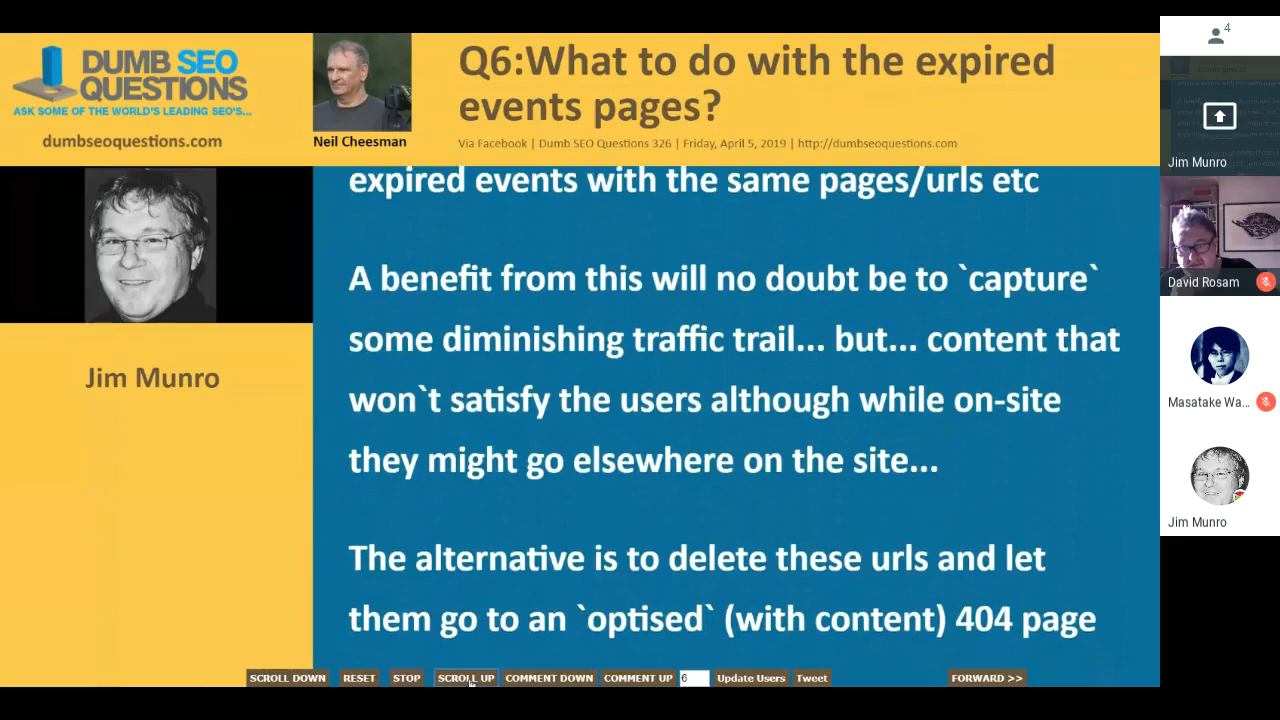 DUMB SEO
QUESTIONS
ASK SOME OF THE WORLD'S LEADING SEO'S...
dumbseoquestions.com
Neil Cheesman
Q6:What to do with the expired
events pages?
Via Facebook | Dumb SEO Questions 326 | Friday, April 5, 2019 | http://dumbseoquestions.com
Jim Munro
expired events with the same pages/urls etc
A benefit from this will no doubt be to `capture`
some diminishing traffic trail... but... content that
won`t satisfy the users although while on-site
they might go elsewhere on the site...
The alternative is to delete these urls and let
them go to an `optised` (with content) 404 page
SCROLL DOWN RESET STOP SCROLL UP COMMENT DOWN COMMENT UP 6 Update Users Tweet FORWARD >>
4
Jim Munro
David Rosam
Masatake Wa...
Jim Munro